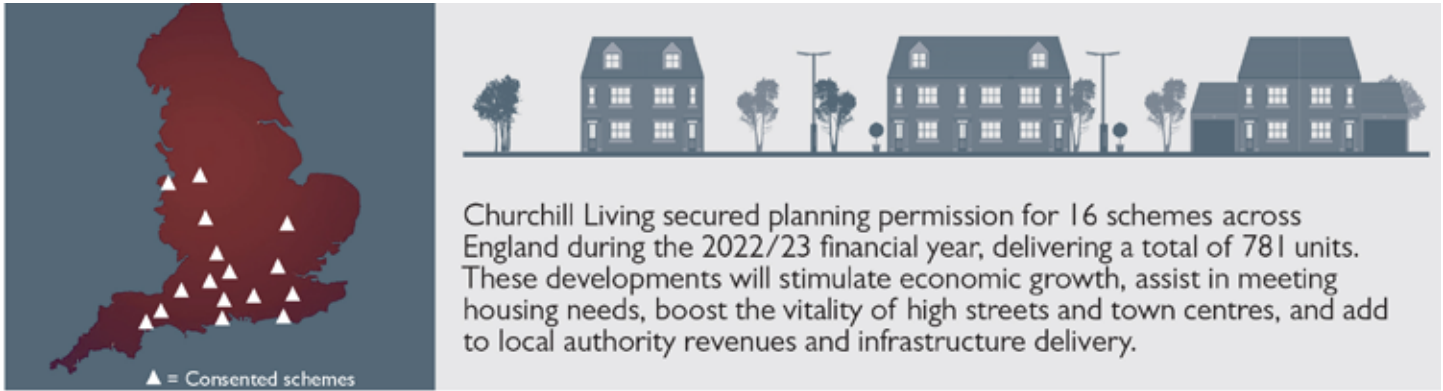 ▲ = Consented schemes
Churchill Living secured planning permission for 16 schemes across
England during the 2022/23 financial year, delivering a total of 781 units.
These developments will stimulate economic growth, assist in meeting
housing needs, boost the vitality of high streets and town centres, and add
to local authority revenues and infrastructure delivery.